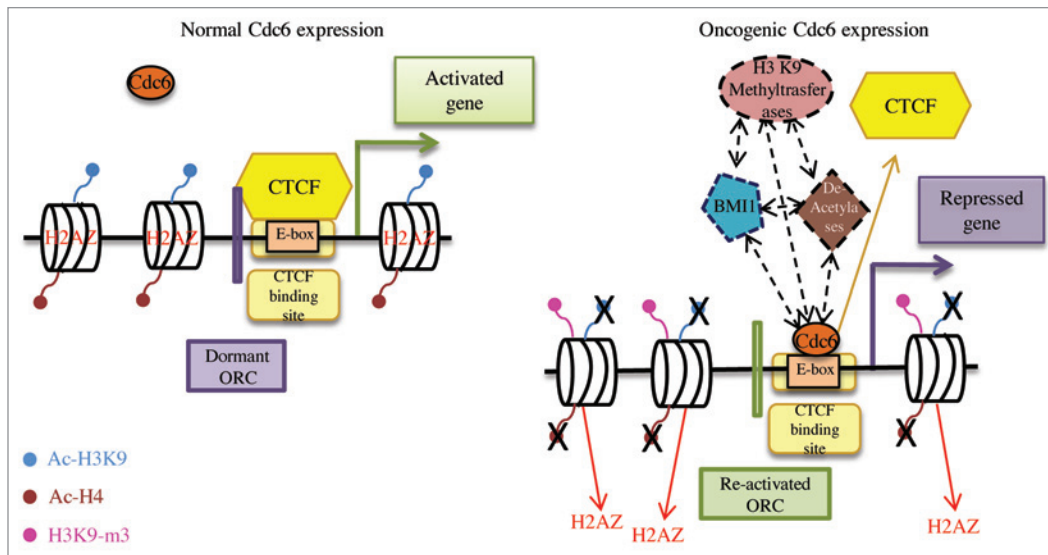 Normal Cdc6 expression
Cdc6
Activated
gene
CTCF
H2AZ
H2AZ
E-box
H2AZ
CTCF
binding
site
Dormant
ORC
Ac-H3K9
Ac-H4
H3K9-m3
Oncogenic Cdc6 expression
H3 K9
Methyltrasfer
ases
CTCF
BMI1
De-
Acetyla
ses
Repressed
gene
X
X
X
Cdc6
E-box
X
X
X
CTCF
binding
site
Re-activated
ORC
H2AZ
H2AZ
H2AZ